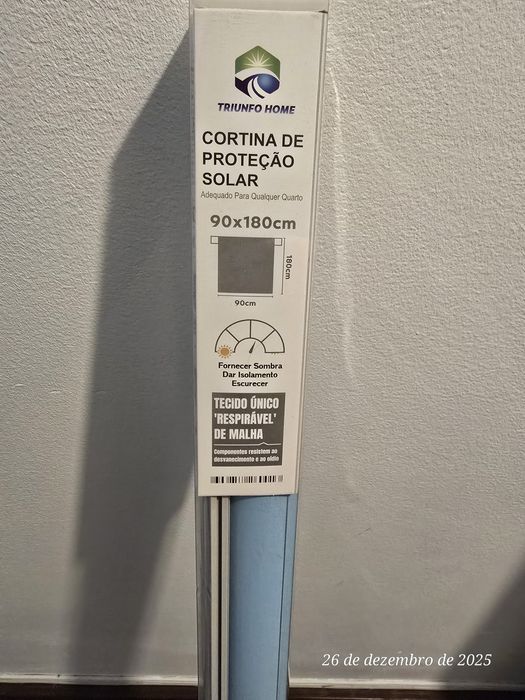 TRIUNFO HOME
CORTINA DE
PROTEÇÃO
SOLAR
Adequado Para Qualquer Quarto
90x180cm
180cm
90cm
Fornecer Sombra
Dar Isolamento
Escurecer
TECIDO ÚNICO
'RESPIRÁVEL'
DE MALHA
Componentes resistem ao
desvanecimento e ao oídio
26 de dezembro de 2025